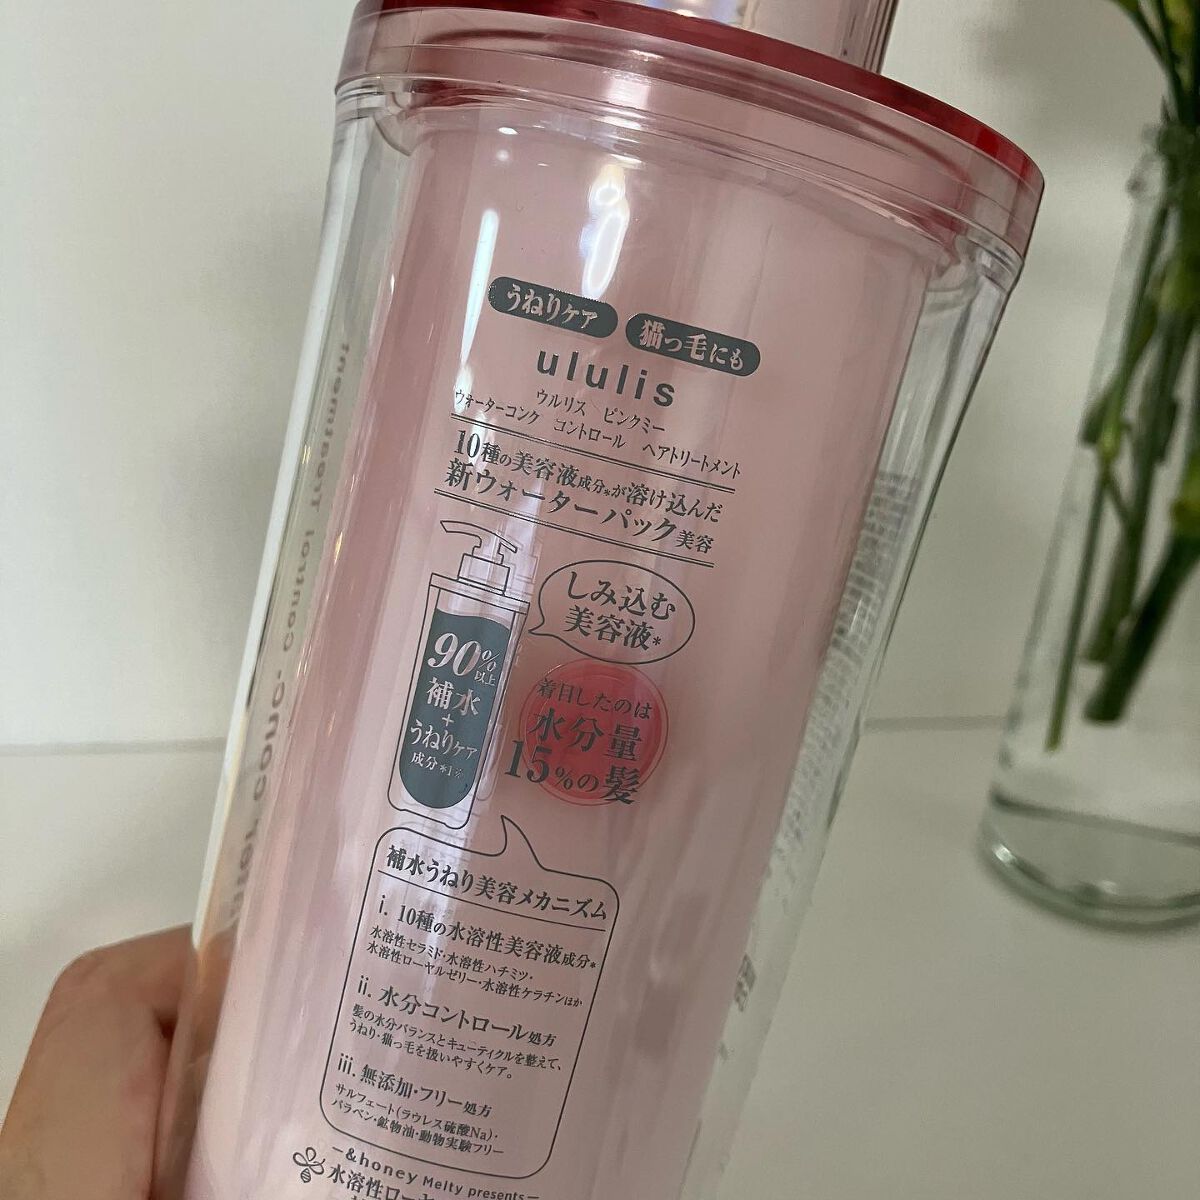 うねりケア 猫っ毛にも
ululis
ウルリス ピンクミー
ウォーターコンク コントロール ヘアトリートメント
10種の美容液成分*が溶け込んだ
新ウォーターパック美容
しみ込む
美容液*
90%以上
補水
+
うねりケア
成分*1※
着目したのは
水分量
15%の髪
補水うねり美容メカニズム
i. 10種の水溶性美容液成分*
水溶性セラミド・水溶性ハチミツ・
水溶性ローヤルゼリー・水溶性ケラチンほか
ii. 水分コントロール処方
髪の水分バランスとキューティクルを整えて、
うねり・猫っ毛を扱いやすくケア。
iii. 無添加・フリー処方
サルフェート(ラウレス硫酸Na)・
パラベン・鉱物油・動物実験フリー
—&honey Melty presents—
水溶性ロー
water conc. Control Treatment